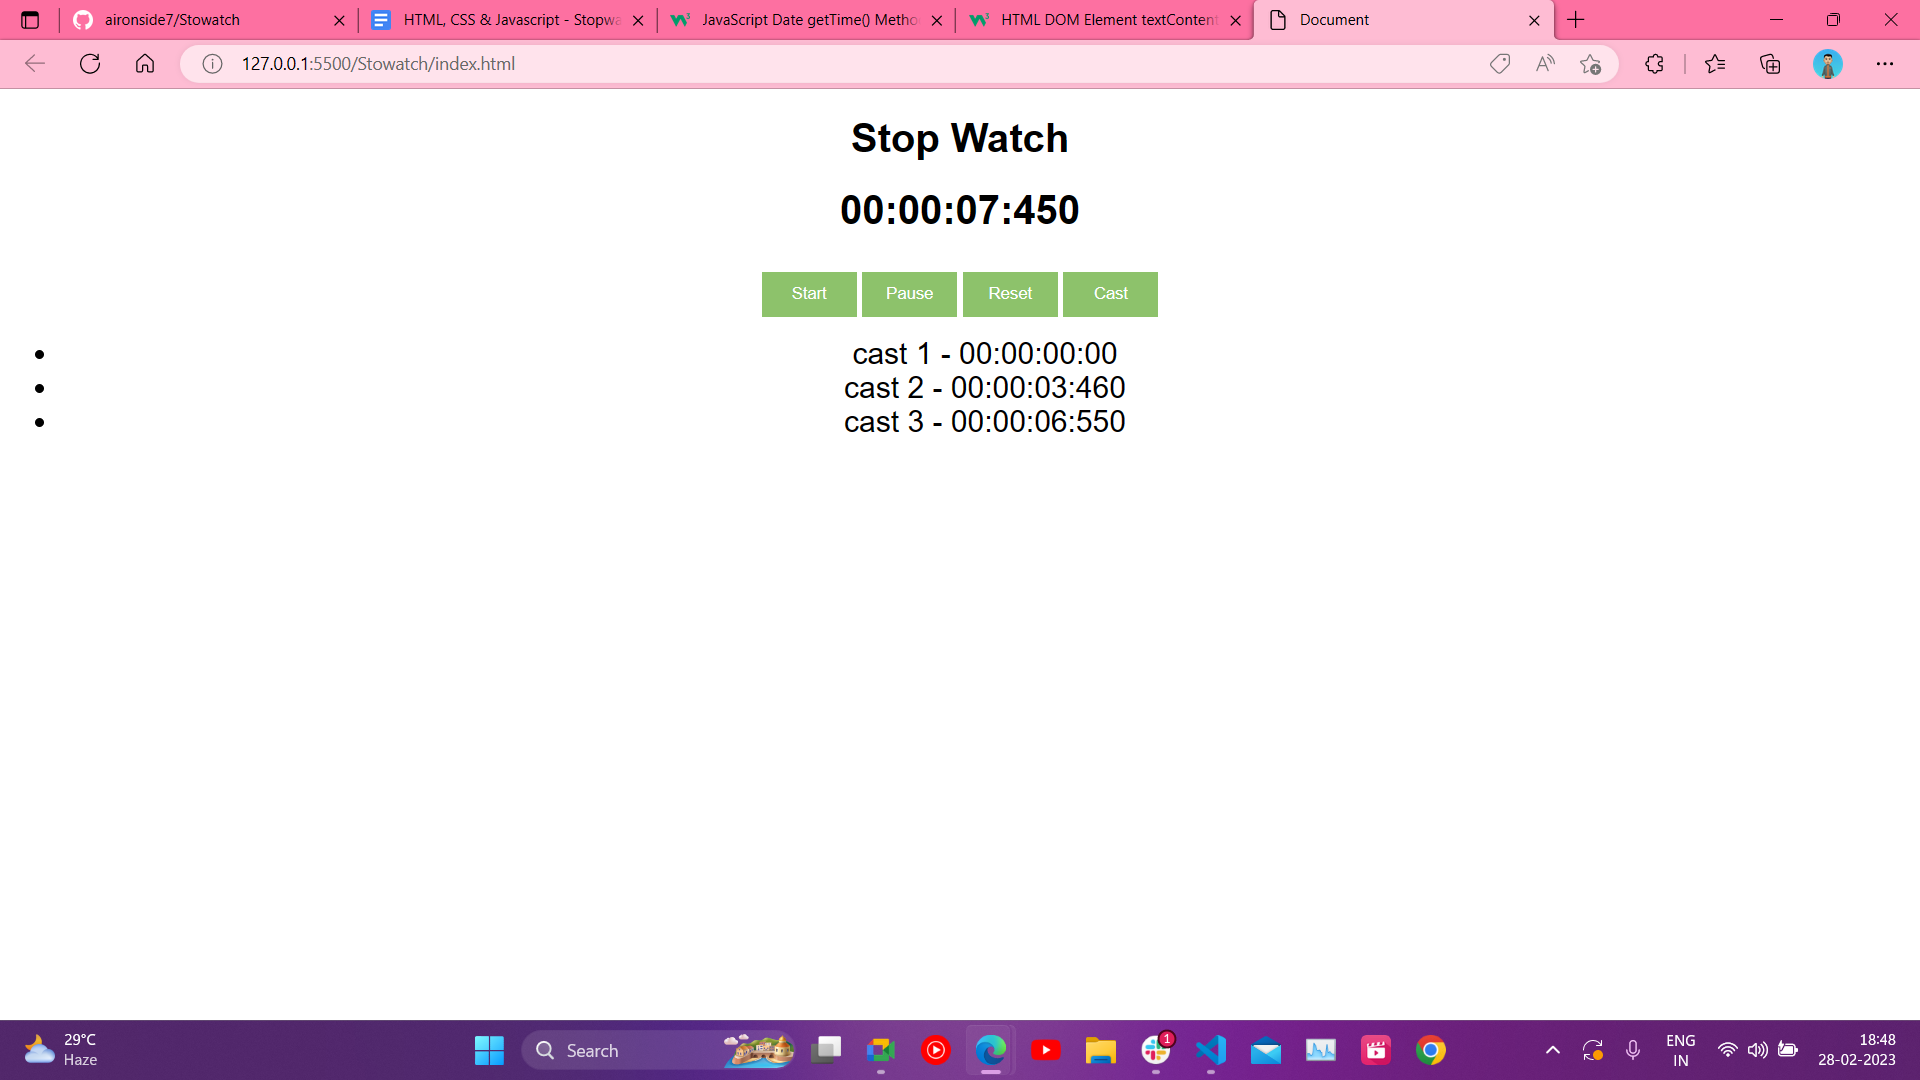 aironside7/Stowatch
HTML, CSS & Javascript - Stopwa
JavaScript Date getTime() Metho
HTML DOM Element textContent
Document
127.0.0.1:5500/Stowatch/index.html
Stop Watch
00:00:07:450
Start Pause Reset Cast
cast 1 - 00:00:00:00
cast 2 - 00:00:03:460
cast 3 - 00:00:06:550
29°C
Haze
Search
1
ENG
IN
18:48
28-02-2023